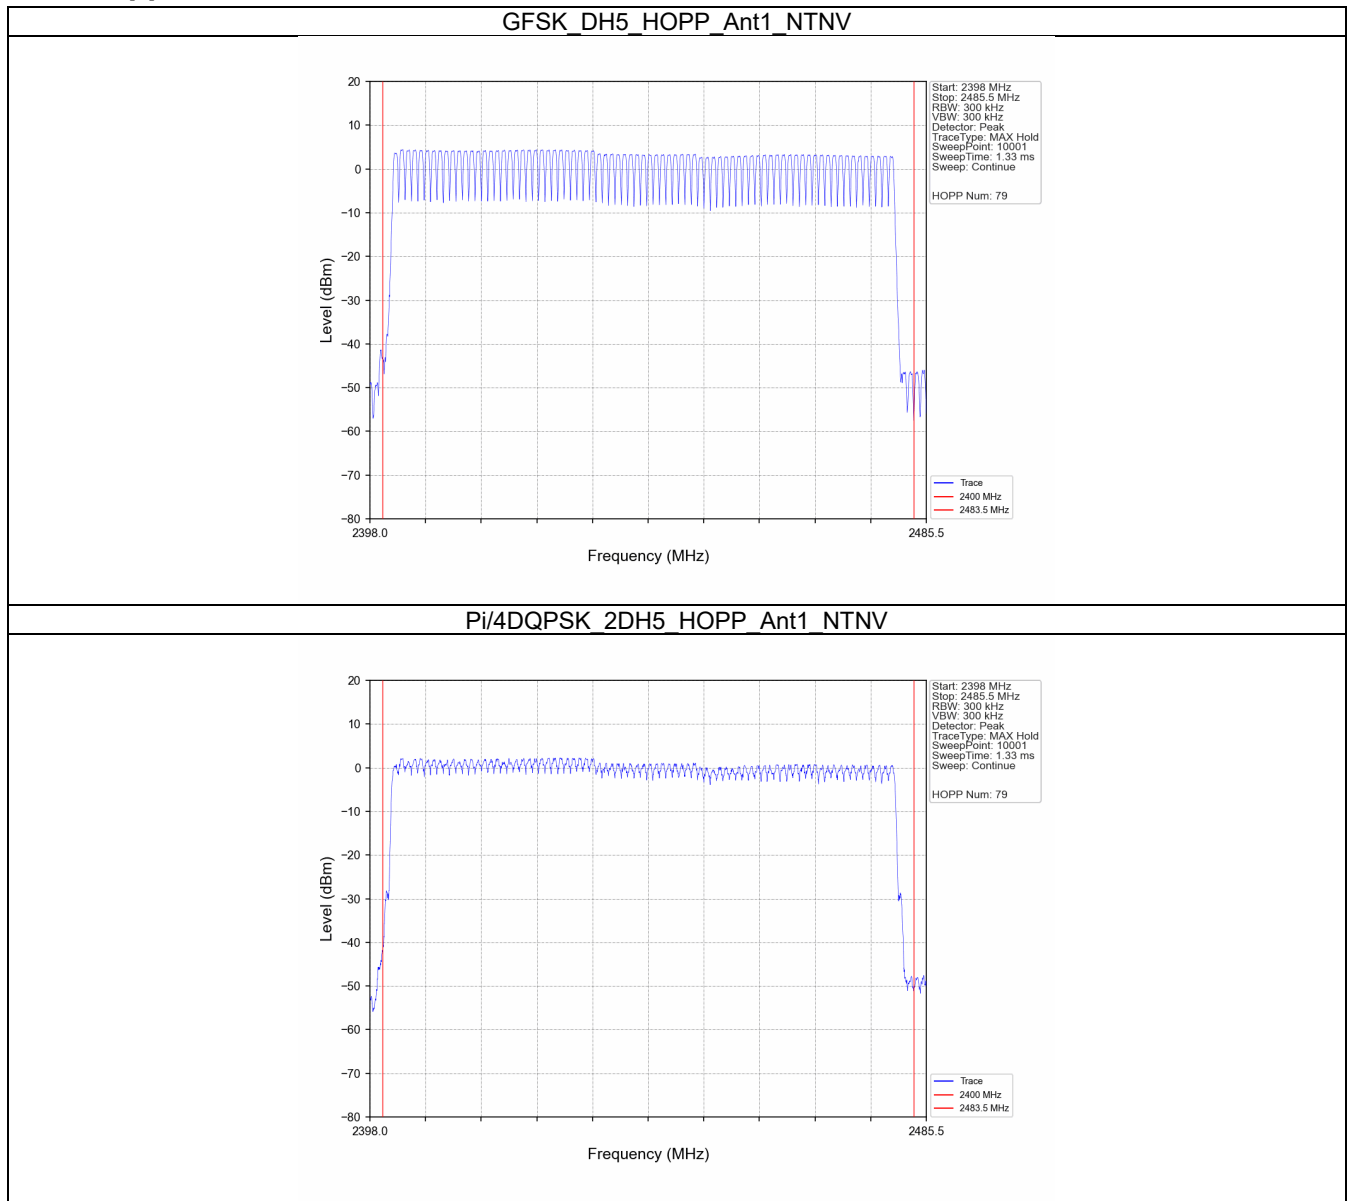 GFSK_DH5_HOPP_Ant1_NTNV
20
10
0
−10
−20
−30
−40
−50
−60
−70
−80
Level (dBm)
2398.0
2485.5
Frequency (MHz)
Start: 2398 MHz
Stop: 2485.5 MHz
RBW: 300 kHz
VBW: 300 kHz
Detector: Peak
TraceType: MAX Hold
SweepPoint: 10001
SweepTime: 1.33 ms
Sweep: Continue
HOPP Num: 79
Trace
2400 MHz
2483.5 MHz
Pi/4DQPSK_2DH5_HOPP_Ant1_NTNV
20
10
0
−10
−20
−30
−40
−50
−60
−70
−80
Level (dBm)
2398.0
2485.5
Frequency (MHz)
Start: 2398 MHz
Stop: 2485.5 MHz
RBW: 300 kHz
VBW: 300 kHz
Detector: Peak
TraceType: MAX Hold
SweepPoint: 10001
SweepTime: 1.33 ms
Sweep: Continue
HOPP Num: 79
Trace
2400 MHz
2483.5 MHz